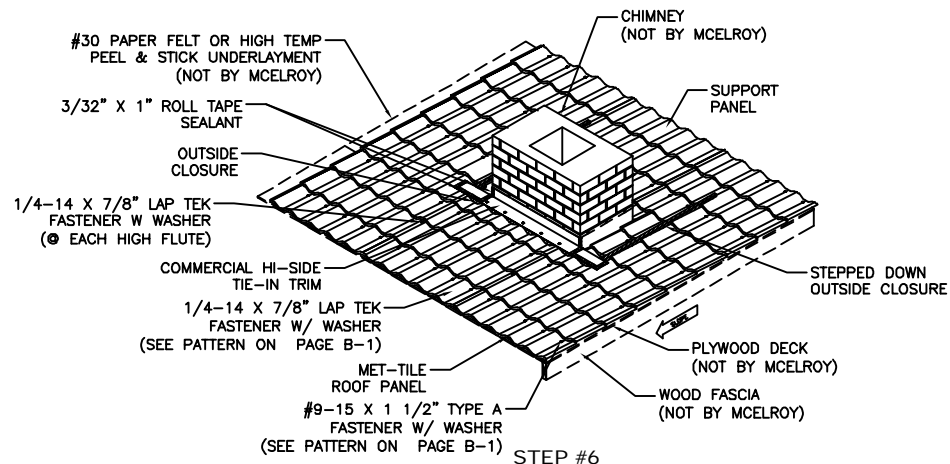 CHIMNEY
(NOT BY MCELROY)
#30 PAPER FELT OR HIGH TEMP
PEEL & STICK UNDERLAYMENT
(NOT BY MCELROY)
SUPPORT
PANEL
3/32” X 1” ROLL TAPE
SEALANT
OUTSIDE
CLOSURE
1/4-14 X 7/8” LAP TEK
FASTENER W WASHER
(@ EACH HIGH FLUTE)
COMMERCIAL HI-SIDE
TIE-IN TRIM
STEPPED DOWN
OUTSIDE CLOSURE
1/4-14 X 7/8” LAP TEK
FASTENER W/ WASHER
(SEE PATTERN ON PAGE B-1)
SLOPE
PLYWOOD DECK
(NOT BY MCELROY)
MET-TILE
ROOF PANEL
WOOD FASCIA
(NOT BY MCELROY)
#9-15 X 1 1/2” TYPE A
FASTENER W/ WASHER
(SEE PATTERN ON PAGE B-1)
STEP #6